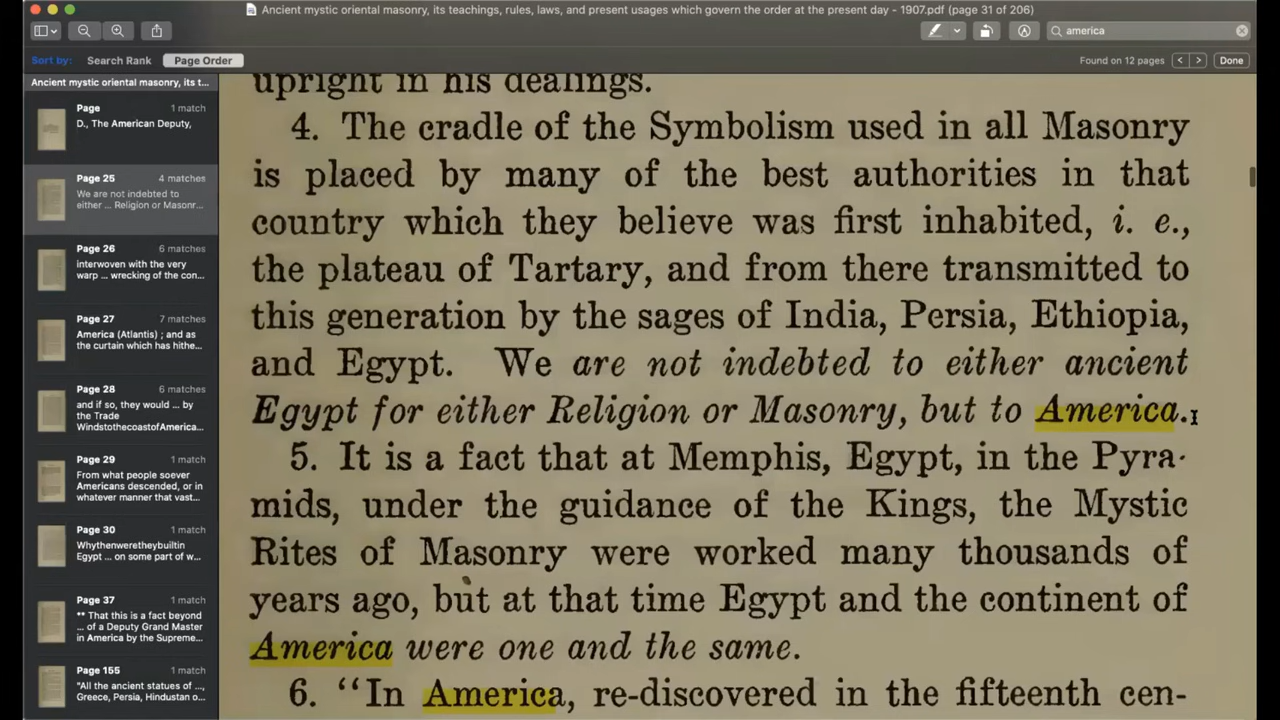 Ancient mystic oriental masonry, its teachings, rules, laws, and present usages which govern the order at the present day - 1907.pdf (page 31 of 206)
america
Sort by: Search Rank Page Order
Found on 12 pages < > Done
Ancient mystic oriental masonry, its t...
Page 1 match
D., The American Deputy,
Page 25 4 matches
We are not indebted to
either ... Religion or Masonr...
Page 26 6 matches
interwoven with the very
warp ... wrecking of the con...
Page 27 7 matches
America (Atlantis) ; and as
the curtain which has hithe...
Page 28 6 matches
and if so, they would ... by
the Trade
WindstothecoastofAmerica...
Page 29 1 match
From what people soever
Americans descended, or in
whatever manner that vast...
Page 30 1 match
Whythenweretheybuiltin
Egypt ... on some part of w...
Page 37 1 match
** That this is a fact beyond
... of a Deputy Grand Master
in America by the Supreme...
Page 155 1 match
"All the ancient statues of ...,
Greece, Persia, Hindustan o...
upright in his dealings.
4. The cradle of the Symbolism used in all Masonry
is placed by many of the best authorities in that
country which they believe was first inhabited, i. e.,
the plateau of Tartary, and from there transmitted to
this generation by the sages of India, Persia, Ethiopia,
and Egypt. We are not indebted to either ancient
Egypt for either Religion or Masonry, but to America.
5. It is a fact that at Memphis, Egypt, in the Pyra-
mids, under the guidance of the Kings, the Mystic
Rites of Masonry were worked many thousands of
years ago, but at that time Egypt and the continent of
America were one and the same.
6. "In America, re-discovered in the fifteenth cen-